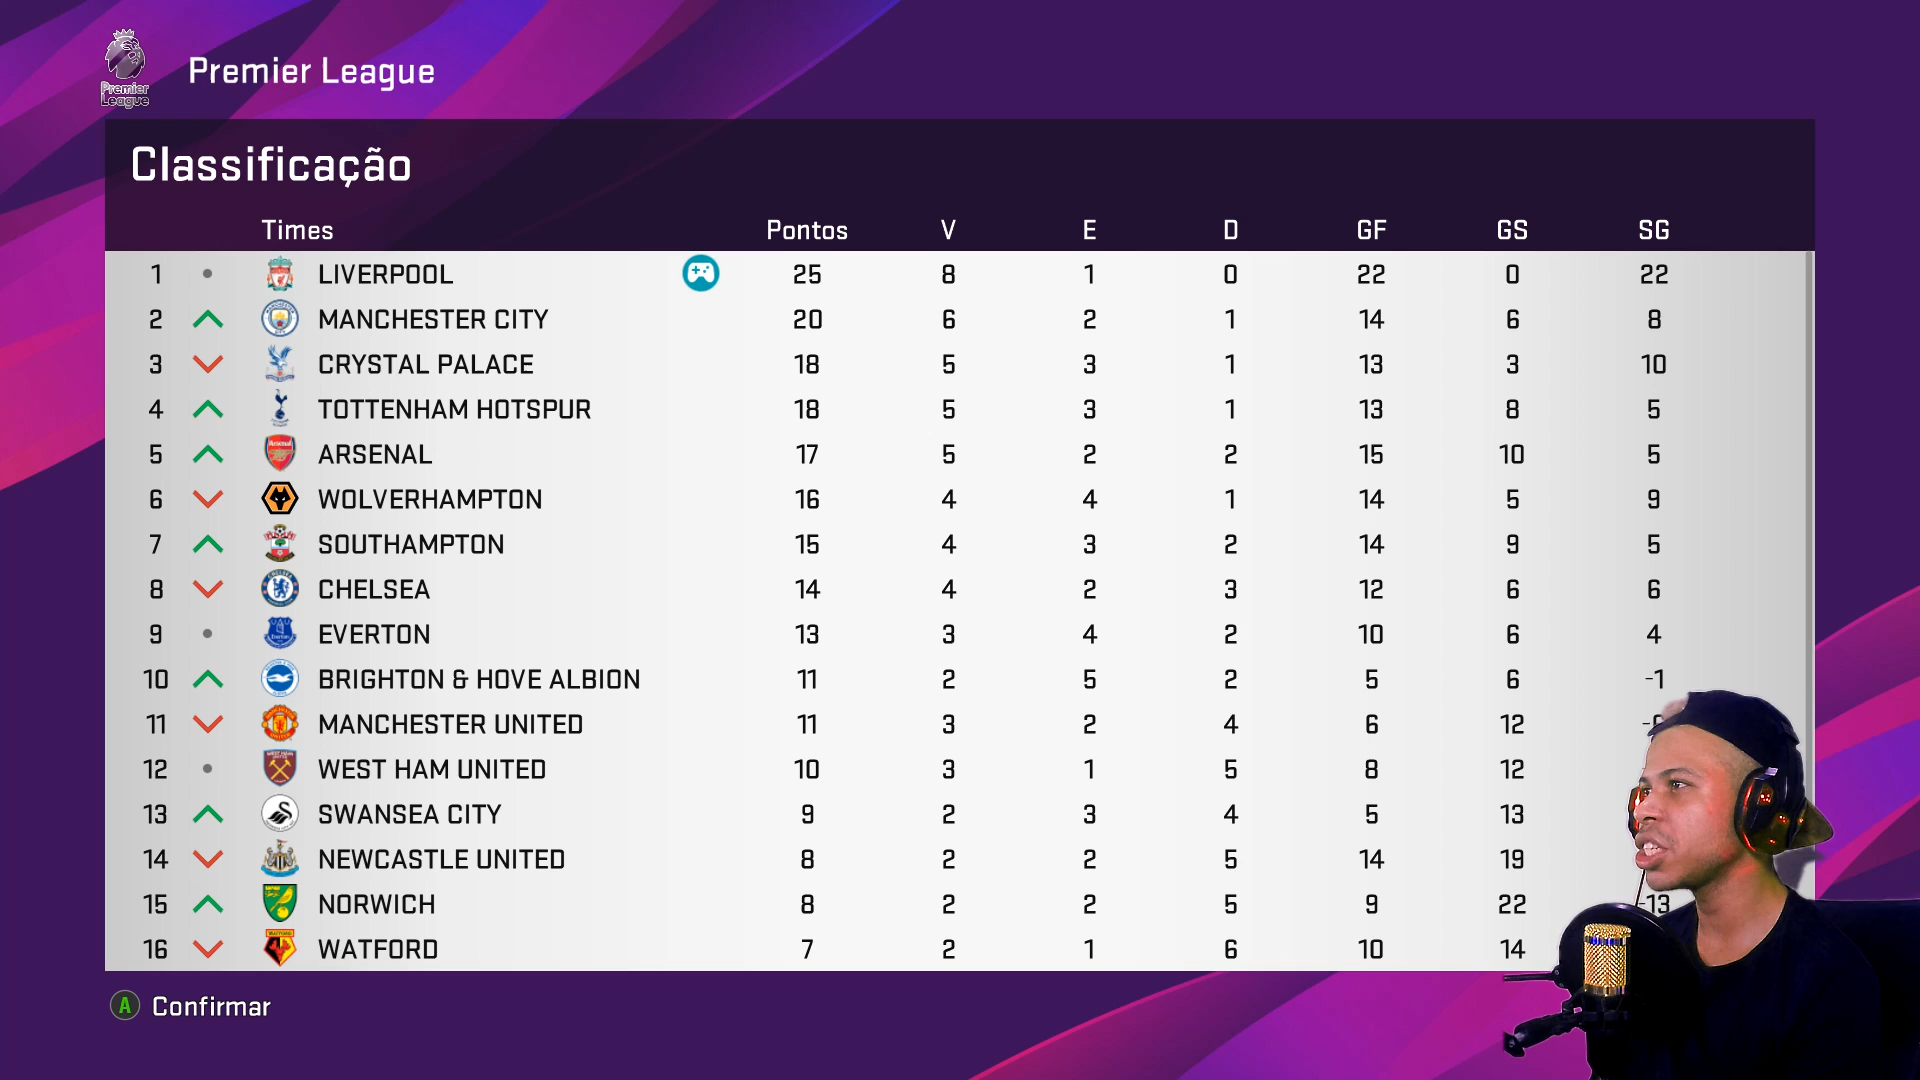 Premier League
Premier League
Classificação
Times Pontos V E D GF GS SG
1 LIVERPOOL 25 8 1 0 22 0 22
2 MANCHESTER CITY 20 6 2 1 14 6 8
3 CRYSTAL PALACE 18 5 3 1 13 3 10
4 TOTTENHAM HOTSPUR 18 5 3 1 13 8 5
5 ARSENAL 17 5 2 2 15 10 5
6 WOLVERHAMPTON 16 4 4 1 14 5 9
7 SOUTHAMPTON 15 4 3 2 14 9 5
8 CHELSEA 14 4 2 3 12 6 6
9 EVERTON 13 3 4 2 10 6 4
10 BRIGHTON & HOVE ALBION 11 2 5 2 5 6 -1
11 MANCHESTER UNITED 11 3 2 4 6 12
12 WEST HAM UNITED 10 3 1 5 8 12
13 SWANSEA CITY 9 2 3 4 5 13
14 NEWCASTLE UNITED 8 2 2 5 14 19
15 NORWICH 8 2 2 5 9 22 -13
16 WATFORD 7 2 1 6 10 14
A Confirmar